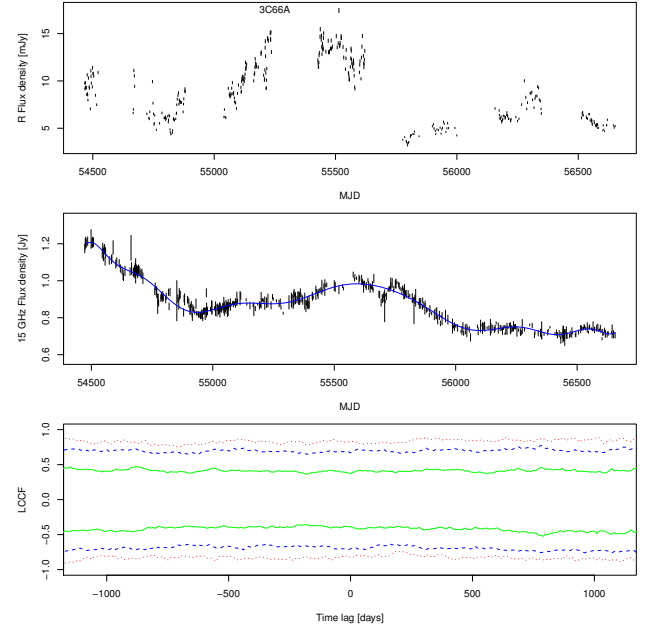 3C66A
R Flux density [mJy]
15
10
5
54500 55000 55500 56000 56500
MJD
15 GHz Flux density [Jy]
1.2
1.0
0.8
0.6
54500 55000 55500 56000 56500
MJD
LCCF
1.0
0.5
0.0
−0.5
−1.0
−1000 −500 0 500 1000
Time lag [days]